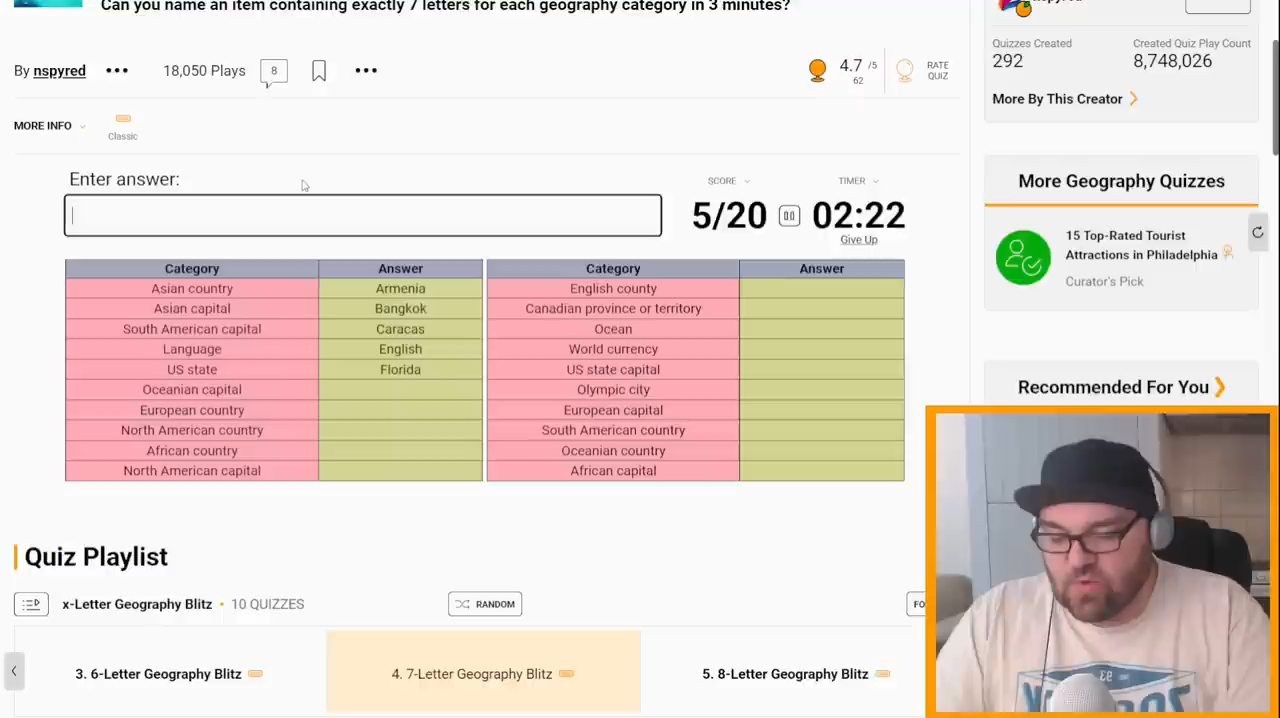 Can you name an item containing exactly 7 letters for each geography category in 3 minutes?
By nspyred ••• 18,050 Plays 8 •••
4.7 /5
62
RATE
QUIZ
MORE INFO
Classic
Enter answer:
SCORE
TIMER
5/20
02:22
Give Up
Category Answer Category Answer
Asian country Armenia English county
Asian capital Bangkok Canadian province or territory
South American capital Caracas Ocean
Language English World currency
US state Florida US state capital
Oceanian capital Olympic city
European country European capital
North American country South American country
African country Oceanian country
North American capital African capital
Quiz Playlist
x-Letter Geography Blitz • 10 QUIZZES
RANDOM
FO
3. 6-Letter Geography Blitz
4. 7-Letter Geography Blitz
5. 8-Letter Geography Blitz
nspyred
Quizzes Created Created Quiz Play Count
292 8,748,026
More By This Creator
More Geography Quizzes
15 Top-Rated Tourist
Attractions in Philadelphia
Curator's Pick
Recommended For You